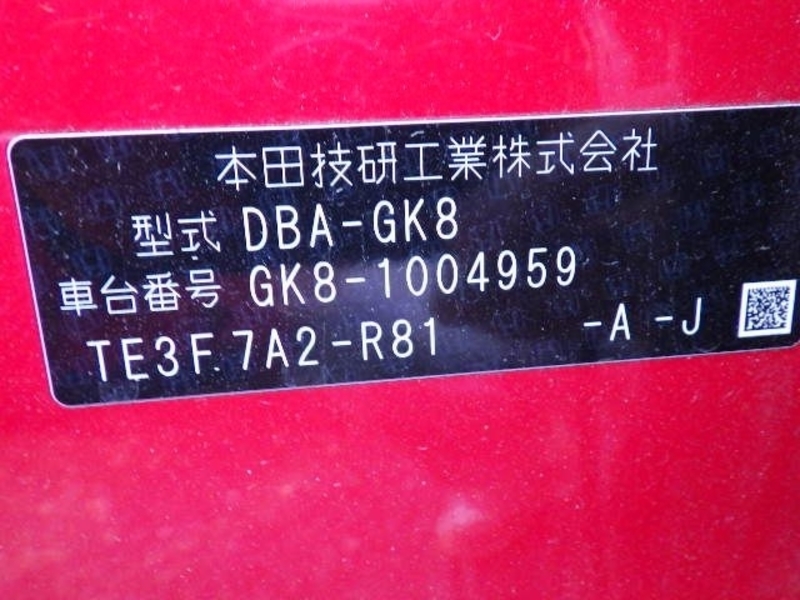 本田技研工業株式会社
型式 DBA-GK8
車台番号 GK8-1004959
TE3F 7A2-R81 -A -J